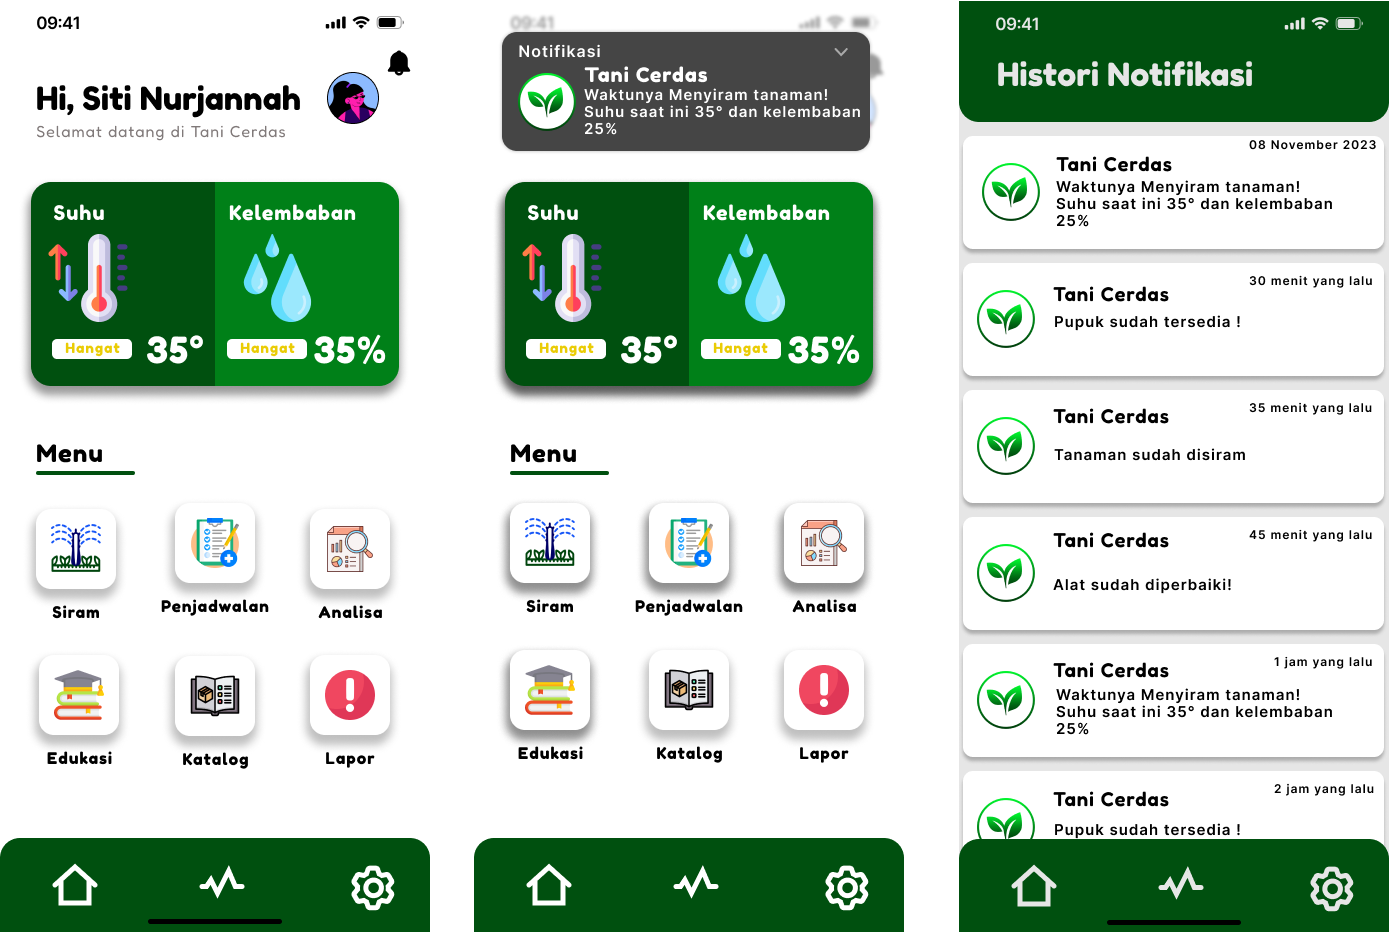 09:41
Hi, Siti Nurjannah
Selamat datang di Tani Cerdas
Suhu
Kelembaban
Hangat
35°
Hangat
35%
Menu
Siram
Penjadwalan
Analisa
Edukasi
Katalog
Lapor
09:41
Notifikasi
Tani Cerdas
Waktunya Menyiram tanaman!
Suhu saat ini 35° dan kelembaban
25%
Suhu
Kelembaban
Hangat
35°
Hangat
35%
Menu
Siram
Penjadwalan
Analisa
Edukasi
Katalog
Lapor
09:41
Histori Notifikasi
08 November 2023
Tani Cerdas
Waktunya Menyiram tanaman!
Suhu saat ini 35° dan kelembaban
25%
30 menit yang lalu
Tani Cerdas
Pupuk sudah tersedia !
35 menit yang lalu
Tani Cerdas
Tanaman sudah disiram
45 menit yang lalu
Tani Cerdas
Alat sudah diperbaiki!
1 jam yang lalu
Tani Cerdas
Waktunya Menyiram tanaman!
Suhu saat ini 35° dan kelembaban
25%
2 jam yang lalu
Tani Cerdas
Pupuk sudah tersedia !